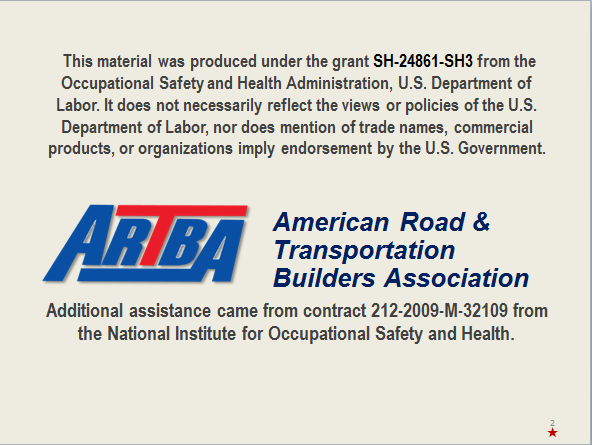 This material was produced under the grant SH-24861-SH3 from the
Occupational Safety and Health Administration, U.S. Department of
Labor. It does not necessarily reflect the views or policies of the U.S.
Department of Labor, nor does mention of trade names, commercial
products, or organizations imply endorsement by the U.S. Government.
ARTBA
American Road &
Transportation
Builders Association
Additional assistance came from contract 212-2009-M-32109 from
the National Institute for Occupational Safety and Health.
2